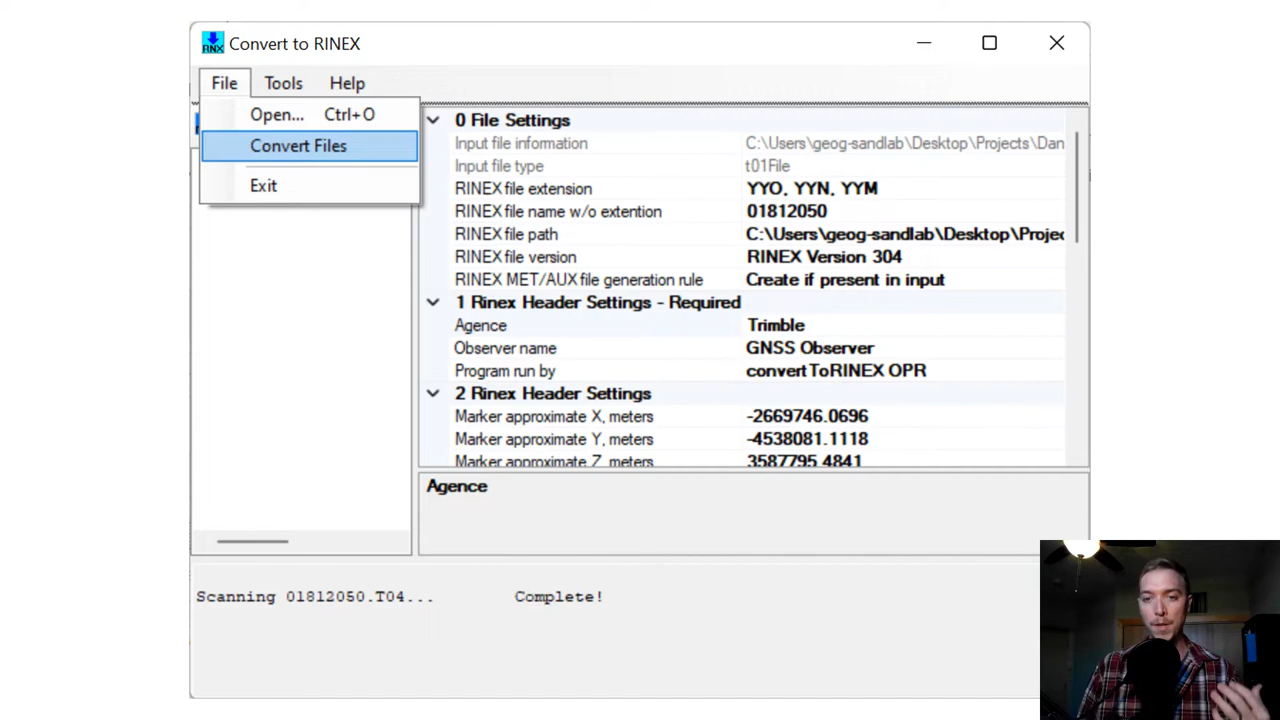 RNX Convert to RINEX
File Tools Help
Open... Ctrl+O
Convert Files
Exit
0 File Settings
Input file information C:\Users\geog-sandlab\Desktop\Projects\Dan
Input file type t01File
RINEX file extension YYO, YYN, YYM
RINEX file name w/o extention 01812050
RINEX file path C:\Users\geog-sandlab\Desktop\Projec
RINEX file version RINEX Version 304
RINEX MET/AUX file generation rule Create if present in input
1 Rinex Header Settings - Required
Agence Trimble
Observer name GNSS Observer
Program run by convertToRINEX OPR
2 Rinex Header Settings
Marker approximate X, meters -2669746.0696
Marker approximate Y, meters -4538081.1118
Marker approximate Z, meters 3587795.4841
Agence
Scanning 01812050.T04... Complete!